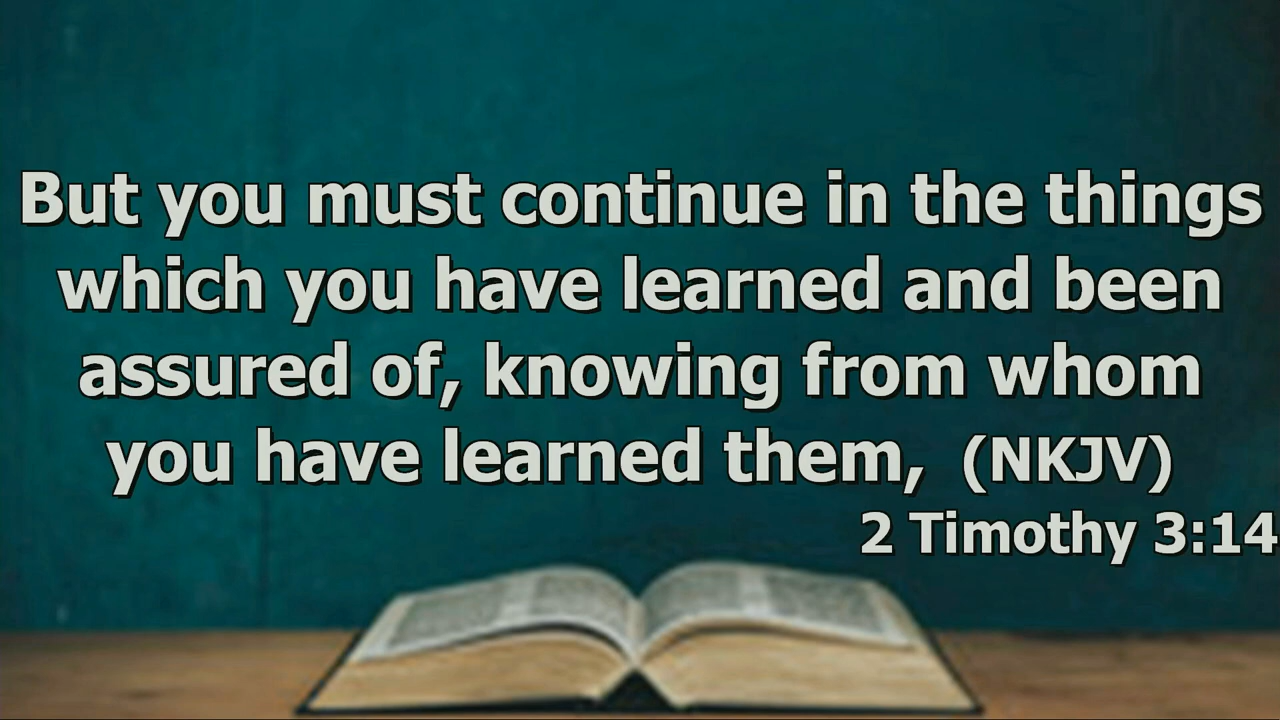 But you must continue in the things
which you have learned and been
assured of, knowing from whom
you have learned them, (NKJV)
2 Timothy 3:14